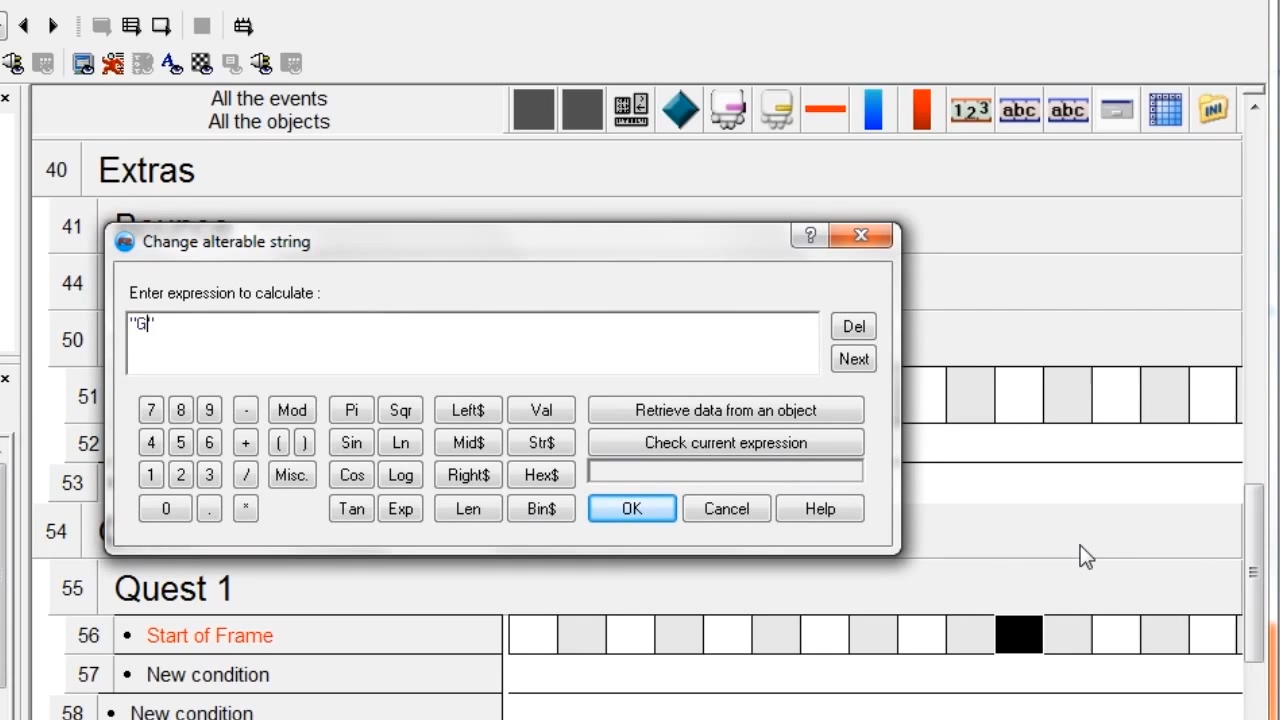 All the events
All the objects
1 2 3
abc
abc
INI
40 Extras
41
Change alterable string
?
Enter expression to calculate :
"G"
Del
Next
44
50
51
52
53
54
7 8 9 - Mod Pi Sqr Left$ Val Retrieve data from an object
4 5 6 + ( ) Sin Ln Mid$ Str$ Check current expression
1 2 3 / Misc. Cos Log Right$ Hex$
0 . * Tan Exp Len Bin$ OK Cancel Help
55 Quest 1
56 • Start of Frame
57 • New condition
58 • New condition